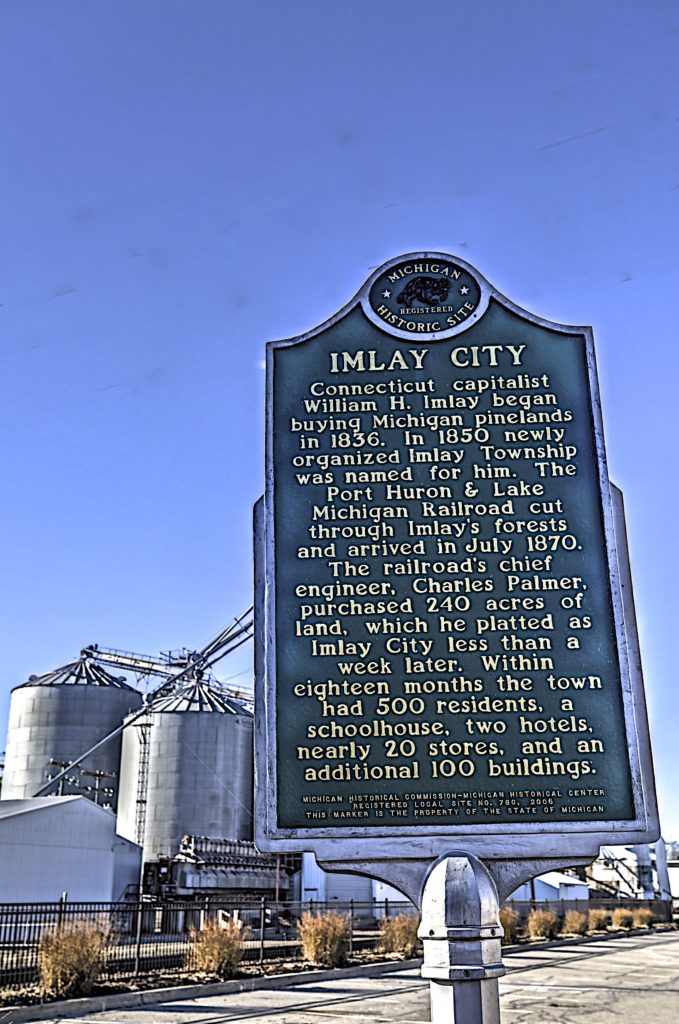 MICHIGAN
REGISTERED
HISTORIC SITE
IMLAY CITY
Connecticut capitalist
William H. Imlay began
buying Michigan pinelands
in 1836. In 1850 newly
organized Imlay Township
was named for him. The
Port Huron & Lake
Michigan Railroad cut
through Imlay's forests
and arrived in July 1870.
The railroad's chief
engineer, Charles Palmer,
purchased 240 acres of
land, which he platted as
Imlay City less than a
week later. Within
eighteen months the town
had 500 residents, a
schoolhouse, two hotels,
nearly 20 stores, and an
additional 100 buildings.
MICHIGAN HISTORICAL COMMISSION–MICHIGAN HISTORICAL CENTER
REGISTERED LOCAL SITE NO. 780, 2005
THIS MARKER IS THE PROPERTY OF THE STATE OF MICHIGAN